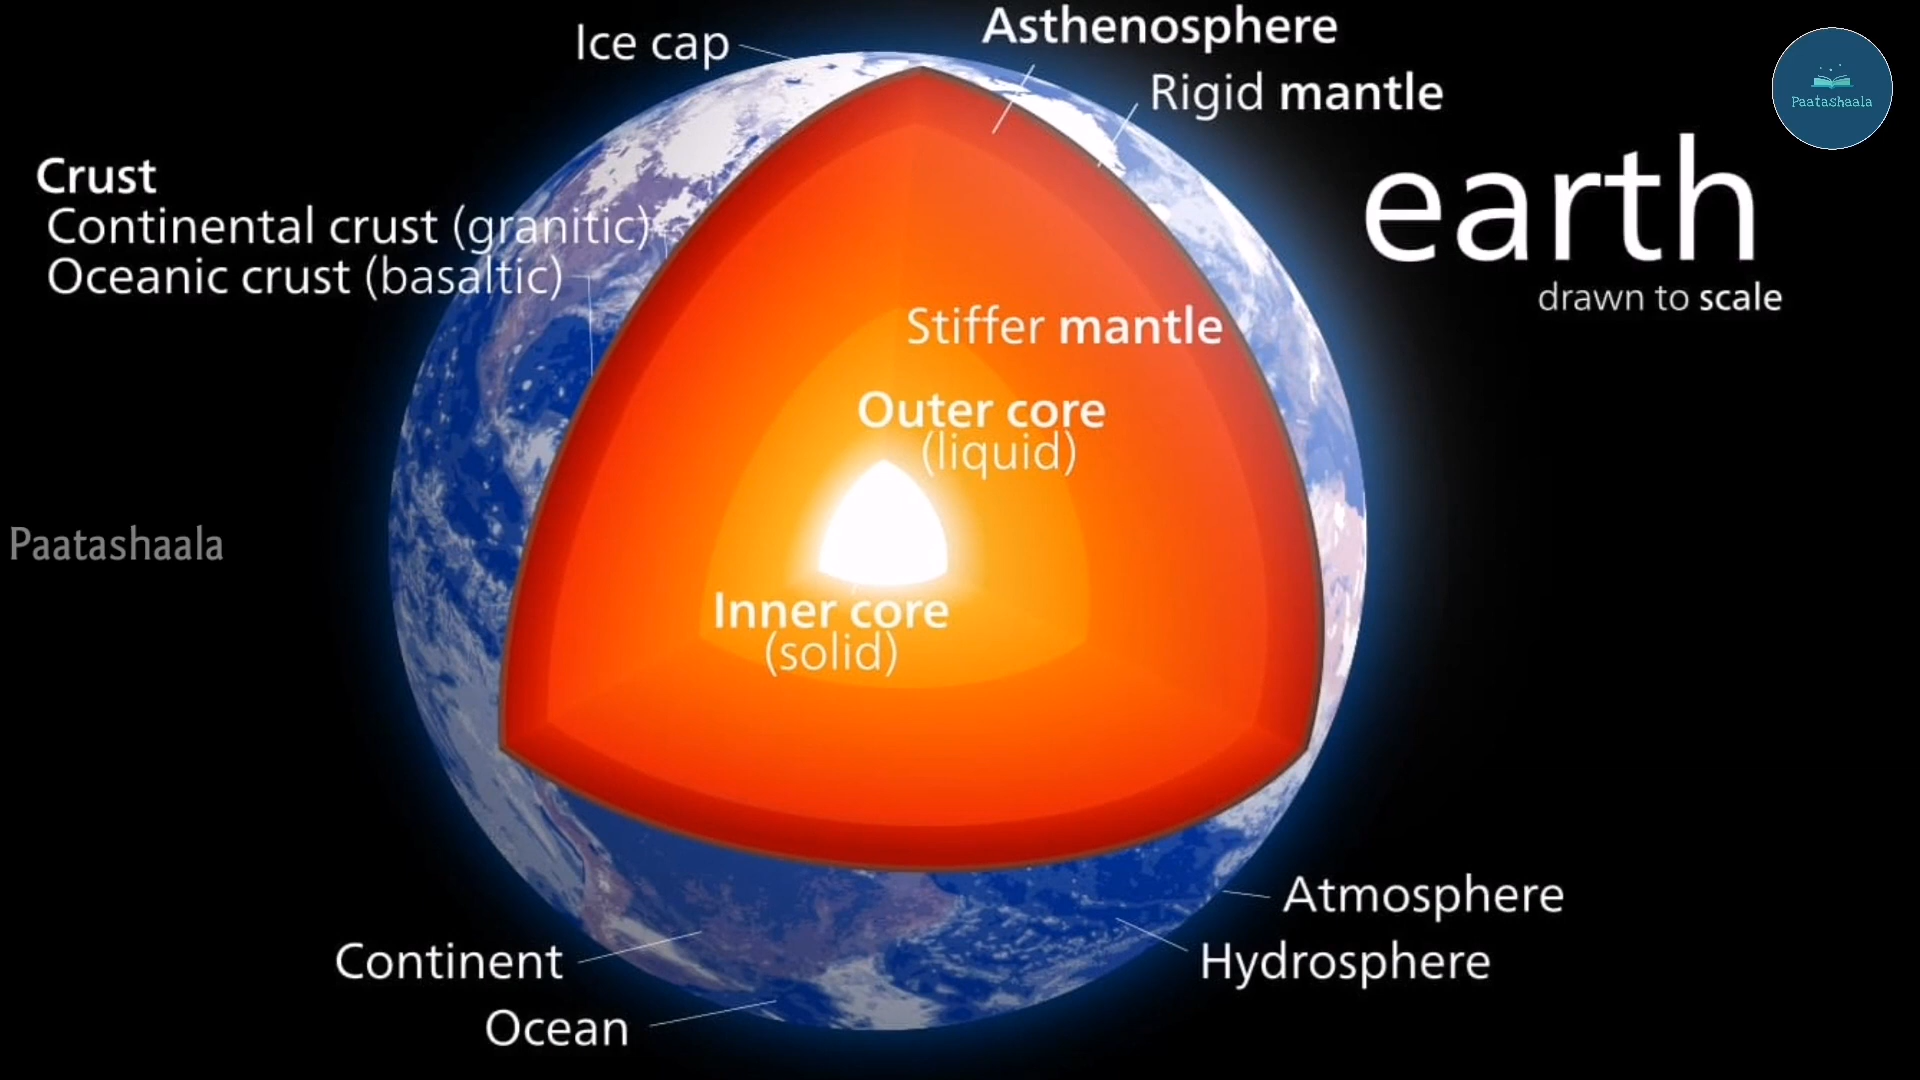 Ice cap
Asthenosphere
Rigid mantle
Paatashaala
Crust
Continental crust (granitic)
Oceanic crust (basaltic)
earth
drawn to scale
Stiffer mantle
Outer core
(liquid)
Paatashaala
Inner core
(solid)
Atmosphere
Continent
Hydrosphere
Ocean